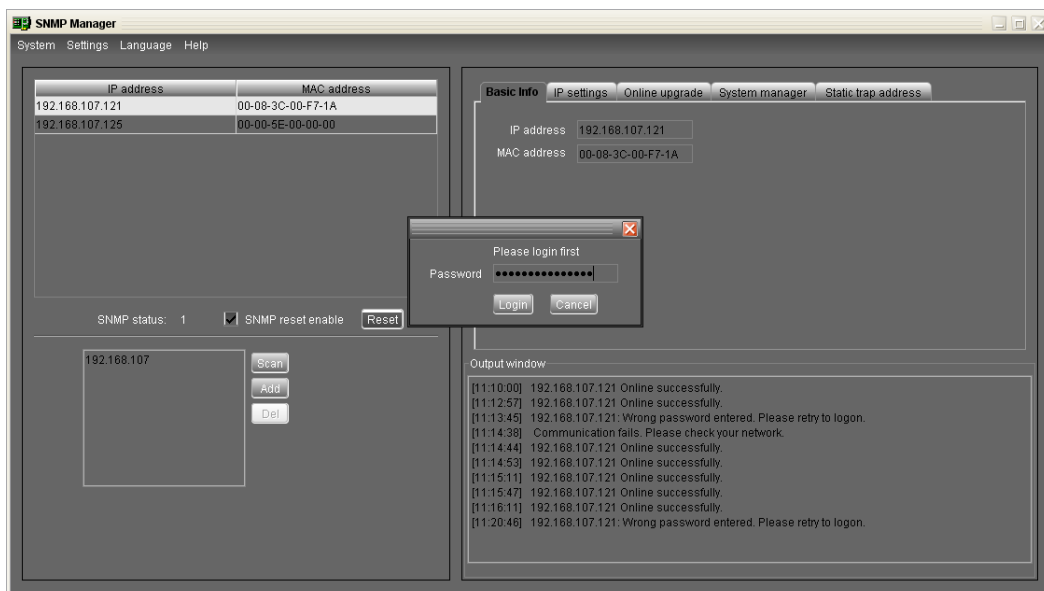 SNMP Manager
System Settings Language Help
IP address MAC address
192.168.107.121 00-08-3C-00-F7-1A
192.168.107.125 00-00-5E-00-00-00
SNMP status: 1 SNMP reset enable Reset
192.168.107
Scan
Add
Del
Basic Info IP settings Online upgrade System manager Static trap address
IP address 192.168.107.121
MAC address 00-08-3C-00-F7-1A
Please login first
Password •••••••••••••••
Login Cancel
Output window
[11:10:00] 192.168.107.121 Online successfully.
[11:12:57] 192.168.107.121 Online successfully.
[11:13:45] 192.168.107.121: Wrong password entered. Please retry to logon.
[11:14:38] Communication fails. Please check your network.
[11:14:44] 192.168.107.121 Online successfully.
[11:14:53] 192.168.107.121 Online successfully.
[11:15:11] 192.168.107.121 Online successfully.
[11:15:47] 192.168.107.121 Online successfully.
[11:16:11] 192.168.107.121 Online successfully.
[11:20:46] 192.168.107.121: Wrong password entered. Please retry to logon.